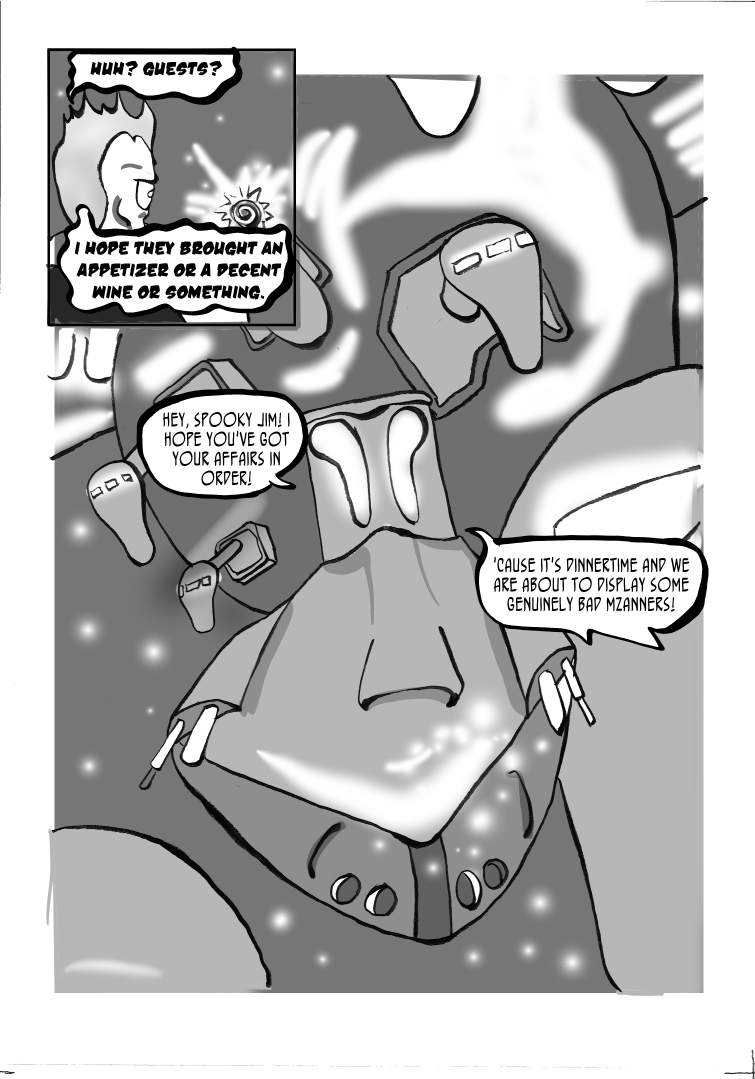 HUH? GUESTS?
I HOPE THEY BROUGHT AN
APPETIZER OR A DECENT
WINE OR SOMETHING.
HEY, SPOOKY JIM! I
HOPE YOU'VE GOT
YOUR AFFAIRS IN
ORDER!
'CAUSE IT'S DINNERTIME AND WE
ARE ABOUT TO DISPLAY SOME
GENUINELY BAD MZANNERS!